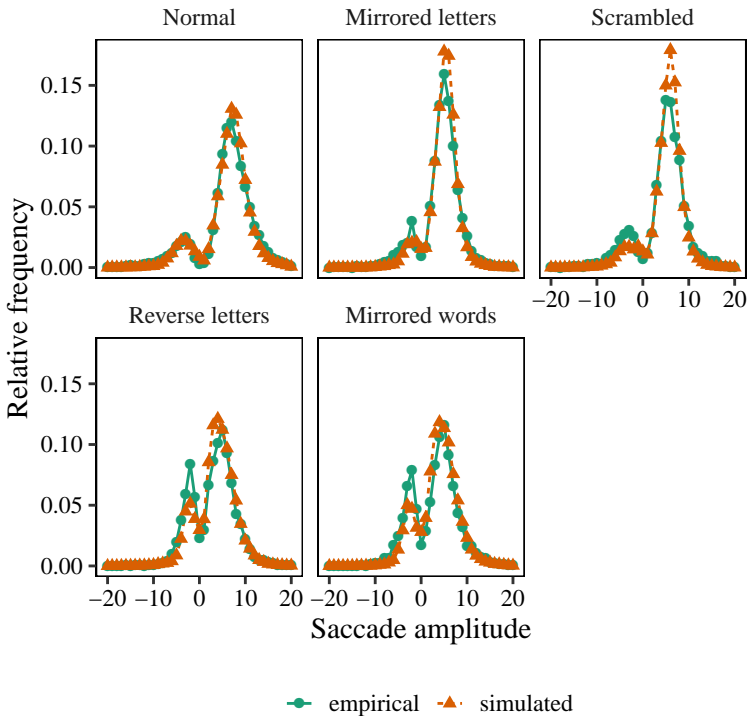 Normal
Mirrored letters
Scrambled
0.15
0.10
0.05
0.00
−20 −10 0 10 20
Reverse letters
Mirrored words
0.15
0.10
0.05
0.00
−20 −10 0 10 20
−20 −10 0 10 20
Relative frequency
Saccade amplitude
empirical simulated